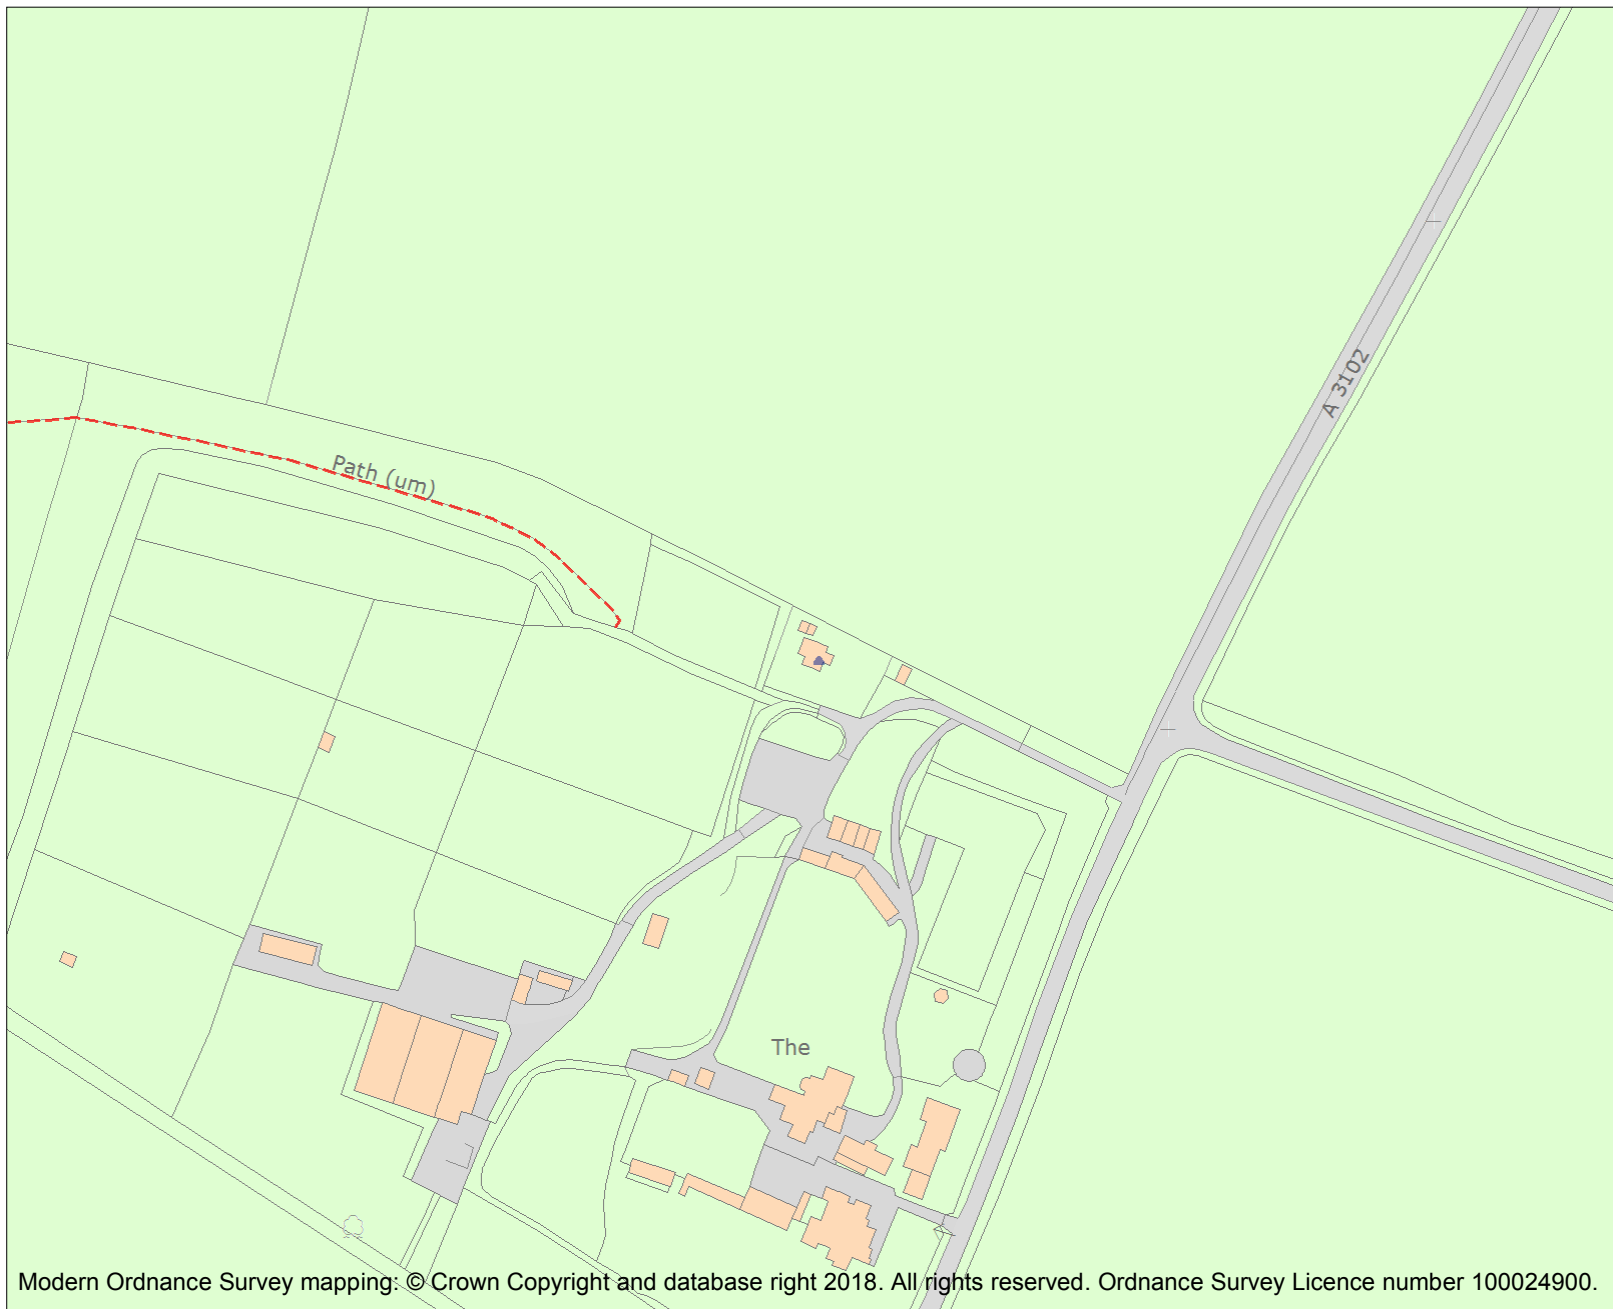 A 3102
Path (um)
The
Modern Ordnance Survey mapping: © Crown Copyright and database right 2018. All rights reserved. Ordnance Survey Licence number 100024900.